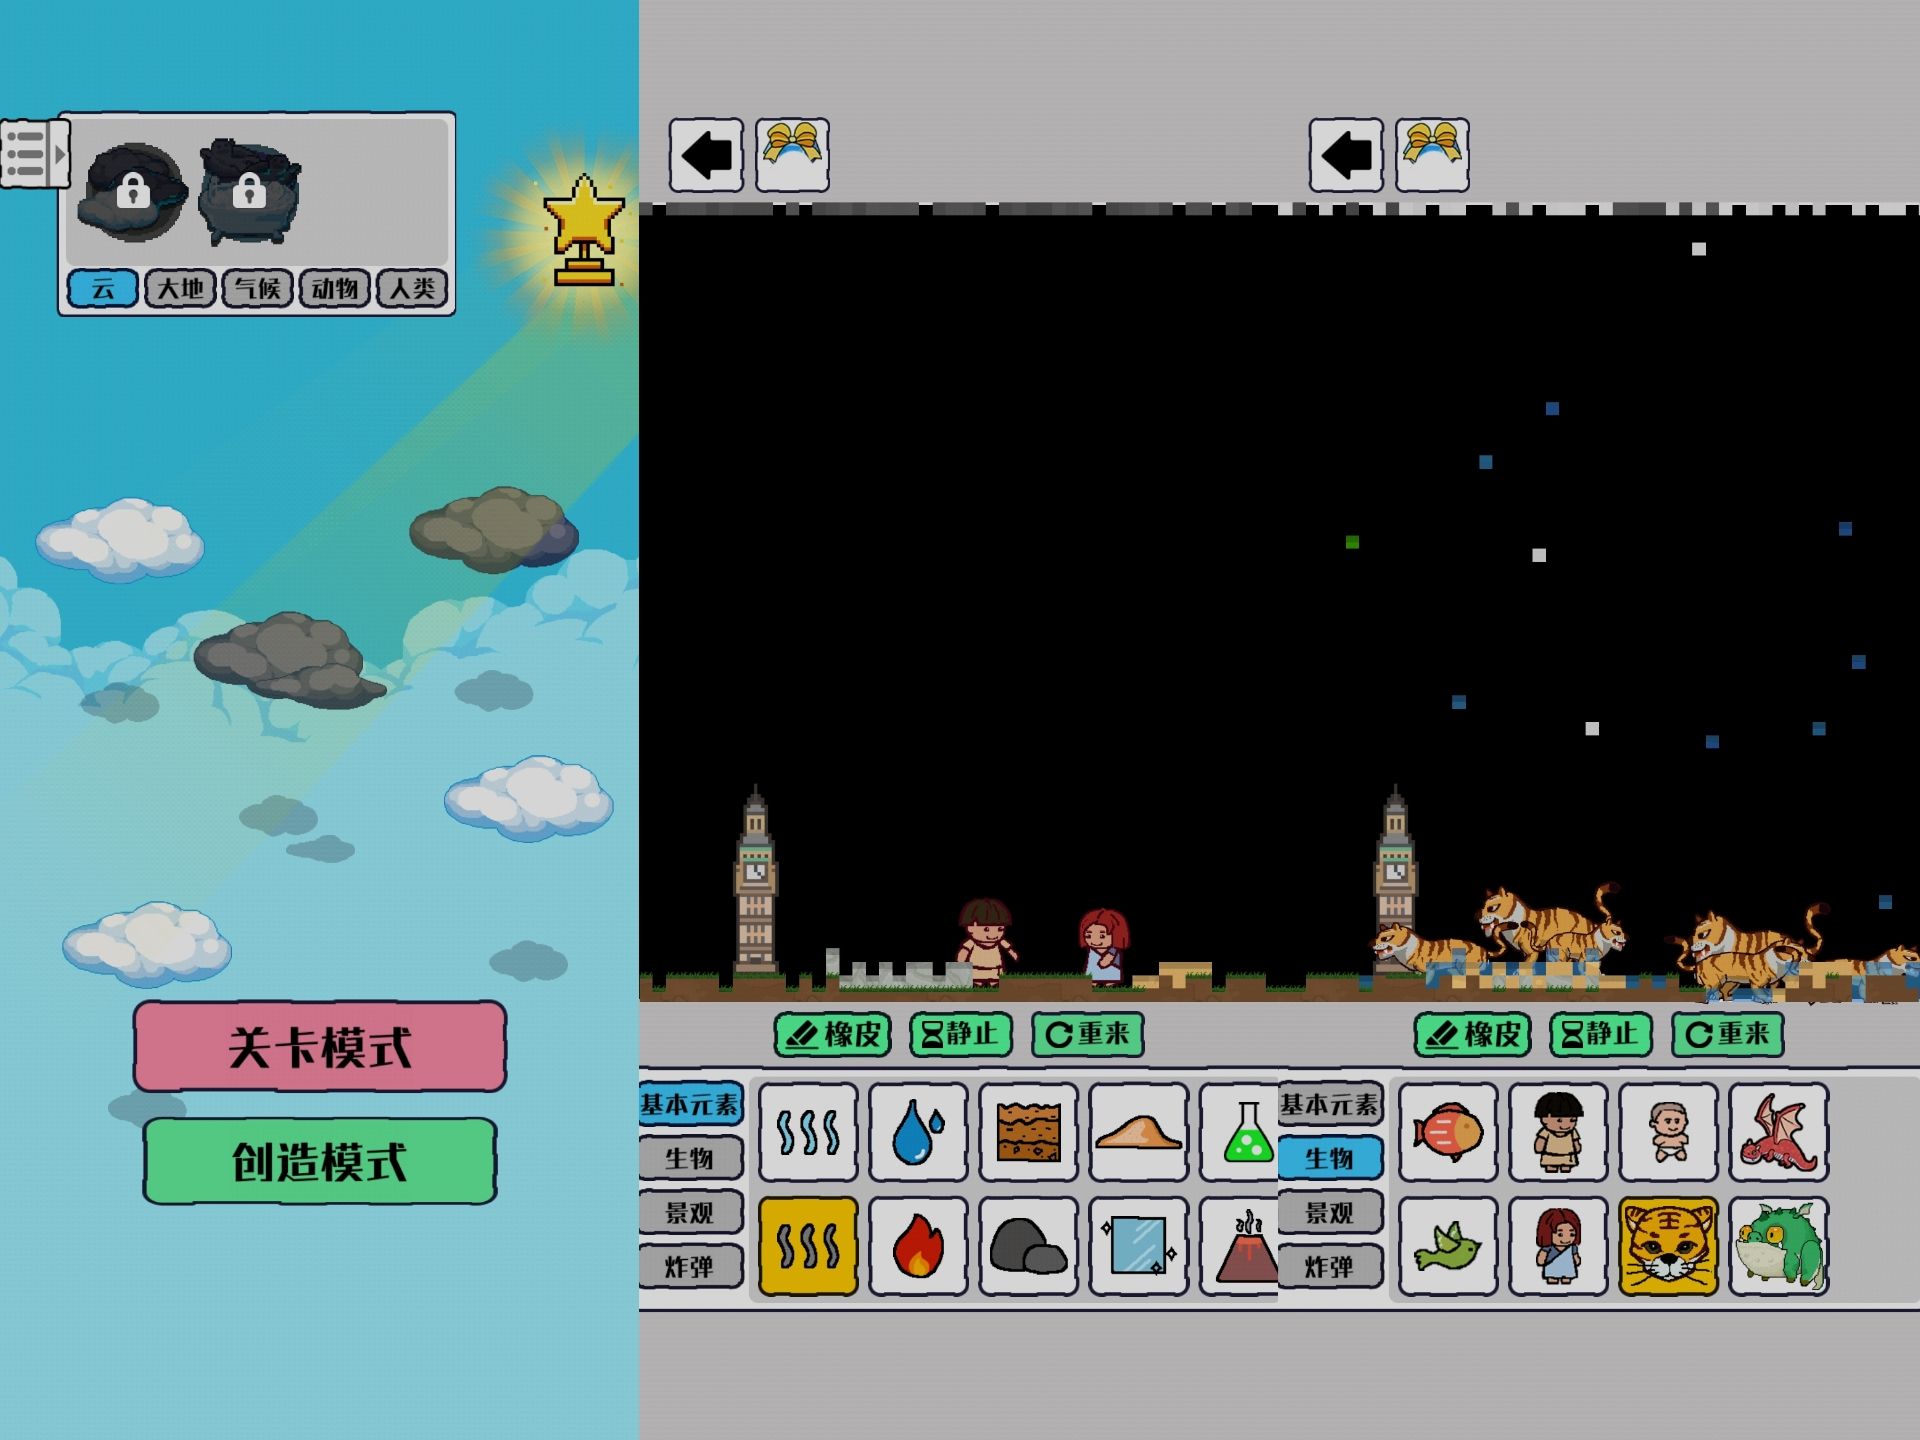 云
大地
气候
动物
人类
关卡模式
创造模式
橡皮
静止
重来
基本元素
生物
景观
炸弹
橡皮
静止
重来
基本元素
生物
景观
炸弹